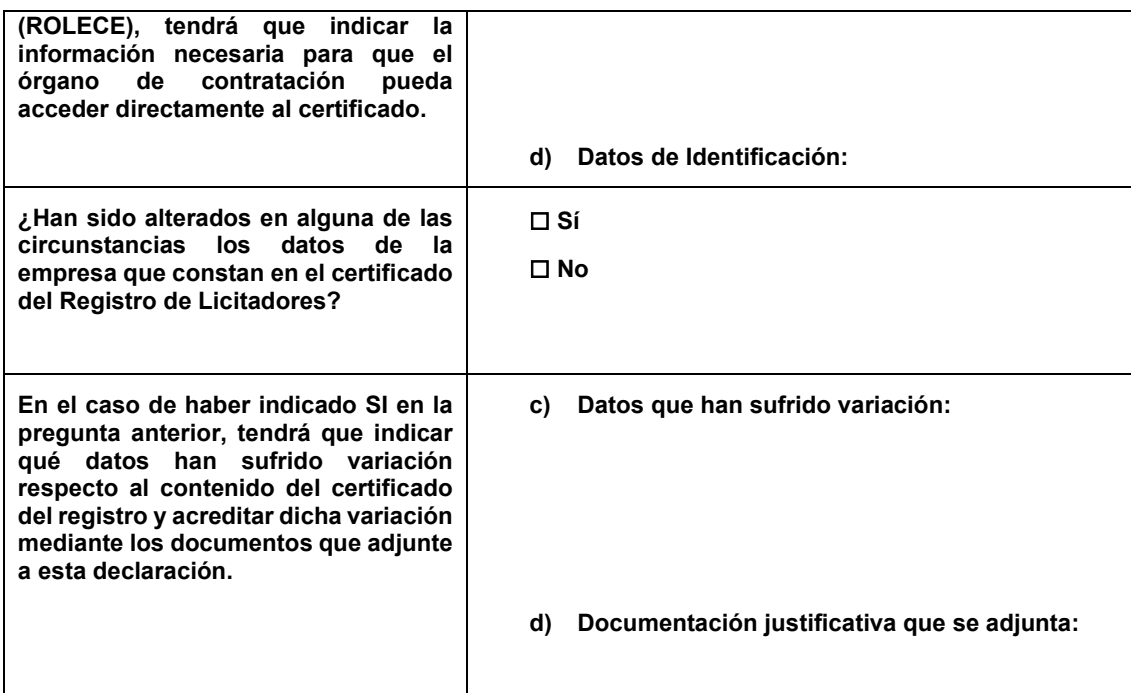 (ROLECE), tendrá que indicar la
información necesaria para que el
órgano de contratación pueda
acceder directamente al certificado.
d) Datos de Identificación:
¿Han sido alterados en alguna de las
circunstancias los datos de la
empresa que constan en el certificado
del Registro de Licitadores?
☐ Sí
☐ No
En el caso de haber indicado SI en la
pregunta anterior, tendrá que indicar
qué datos han sufrido variación
respecto al contenido del certificado
del registro y acreditar dicha variación
mediante los documentos que adjunte
a esta declaración.
c) Datos que han sufrido variación:
d) Documentación justificativa que se adjunta: